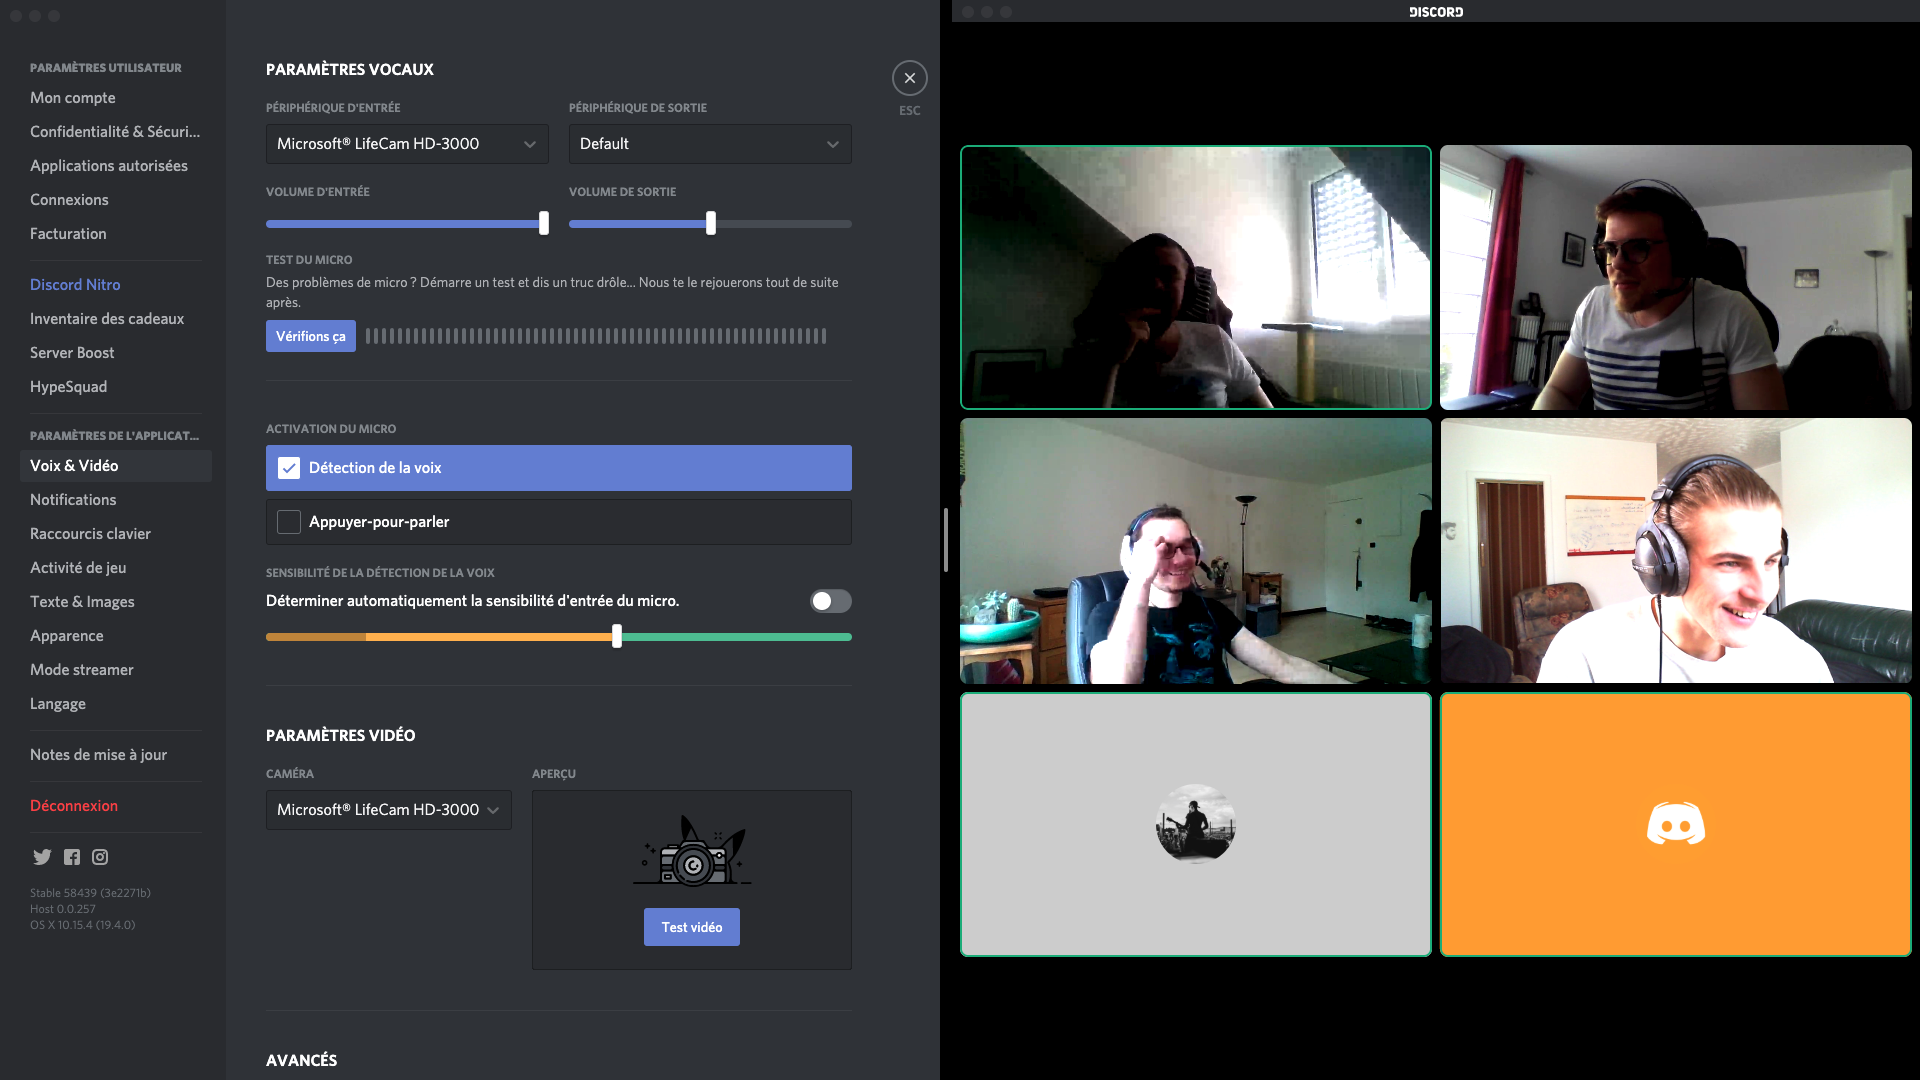 PARAMÈTRES UTILISATEUR
Mon compte
Confidentialité & Sécuri...
Applications autorisées
Connexions
Facturation
Discord Nitro
Inventaire des cadeaux
Server Boost
HypeSquad
PARAMÈTRES DE L'APPLICAT...
Voix & Vidéo
Notifications
Raccourcis clavier
Activité de jeu
Texte & Images
Apparence
Mode streamer
Langage
Notes de mise à jour
Déconnexion
Stable 58439 (3e2271b)
Host 0.0.257
OS X 10.15.4 (19.4.0)
PARAMÈTRES VOCAUX
ESC
PÉRIPHÉRIQUE D'ENTRÉE
PÉRIPHÉRIQUE DE SORTIE
Microsoft® LifeCam HD-3000
Default
VOLUME D'ENTRÉE
VOLUME DE SORTIE
TEST DU MICRO
Des problèmes de micro ? Démarre un test et dis un truc drôle... Nous te le rejouerons tout de suite
après.
Vérifions ça
ACTIVATION DU MICRO
Détection de la voix
Appuyer-pour-parler
SENSIBILITÉ DE LA DÉTECTION DE LA VOIX
Déterminer automatiquement la sensibilité d'entrée du micro.
PARAMÈTRES VIDÉO
CAMÉRA
APERÇU
Microsoft® LifeCam HD-3000
Test vidéo
AVANCÉS
DISCORD